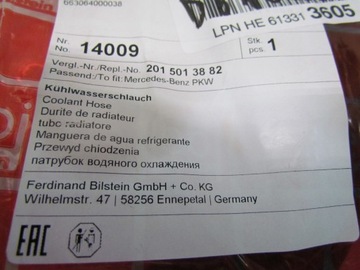 663064000038
LPN HE 61331 3605
Nr.
No. 14009
Stk.
pcs. 1
Vergl.-Nr./Repl.-No. 201 501 38 82
Passend:/To fit: Mercedes-Benz PKW
Kühlwasserschlauch
Coolant Hose
Durite de radiateur
tubo radiatore
Manguera de agua refrigerante
Przewyd chiodzenia
патрубок водяного охлаждения
Ferdinand Bilstein GmbH + Co. KG
Wilhelmstr. 47 | 58256 Ennepetal | Germany
EAC